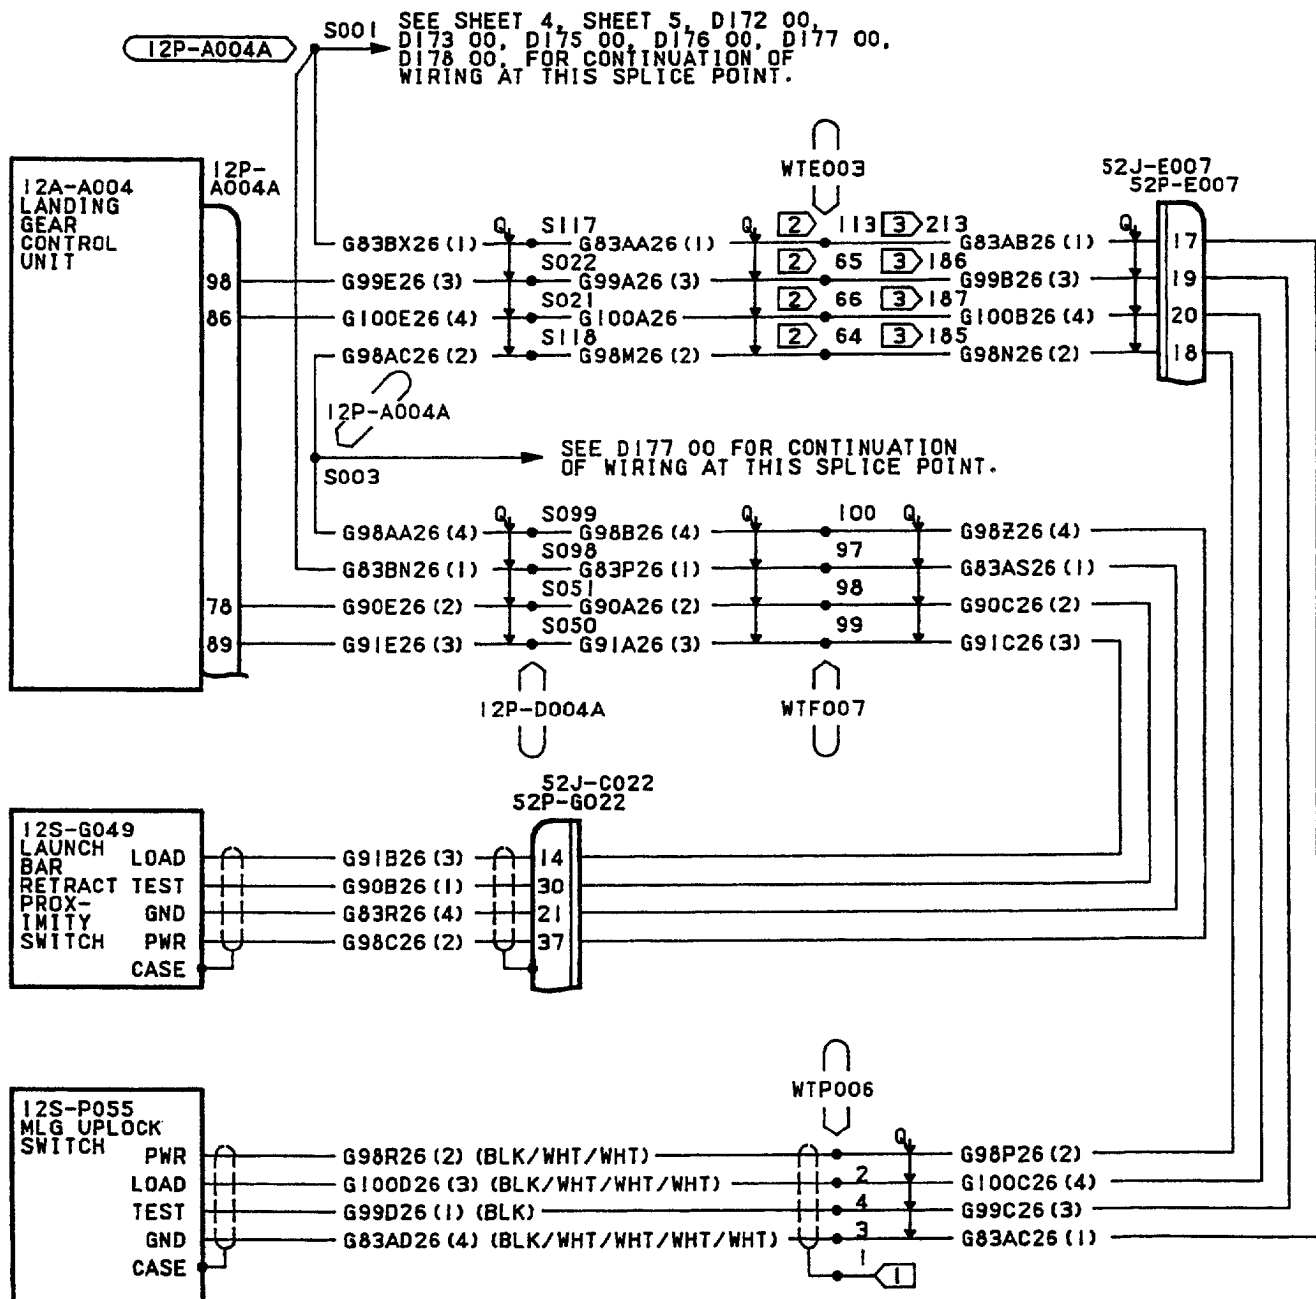 S001
SEE SHEET 4, SHEET 5, D172 00,
D173 00, D175 00, D176 00, D177 00,
D178 00, FOR CONTINUATION OF
WIRING AT THIS SPLICE POINT.
12P-A004A
12A-A004
LANDING
GEAR
CONTROL
UNIT
12P-
A004A
WTE003
52J-E007
52P-E007
G83BX26 (1) Q S117 G83AA26 (1) Q 2 113 3 213 G83AB26 (1) Q 17
98 G99E26 (3) S022 G99A26 (3) 2 65 3 186 G99B26 (3) 19
86 G100E26 (4) S021 G100A26 2 66 3 187 G100B26 (4) 20
G98AC26 (2) S118 G98M26 (2) 2 64 3 185 G98N26 (2) 18
12P-A004A
SEE D177 00 FOR CONTINUATION
OF WIRING AT THIS SPLICE POINT.
S003
G98AA26 (4) Q S099 G98B26 (4) Q 100 Q G98Z26 (4)
G83BN26 (1) S098 G83P26 (1) 97 G83AS26 (1)
78 G90E26 (2) S051 G90A26 (2) 98 G90C26 (2)
89 G91E26 (3) S050 G91A26 (3) 99 G91C26 (3)
12P-D004A
WTF007
52J-C022
52P-G022
12S-G049
LAUNCH
BAR
RETRACT
PROX-
IMITY
SWITCH
LOAD G91B26 (3) 14
TEST G90B26 (1) 30
GND G83R26 (4) 21
PWR G98C26 (2) 37
CASE
WTP006
12S-P055
MLG UPLOCK
SWITCH
PWR G98R26 (2) (BLK/WHT/WHT) Q G98P26 (2)
LOAD G100D26 (3) (BLK/WHT/WHT/WHT) 2 G100C26 (4)
TEST G99D26 (1) (BLK) 4 G99C26 (3)
GND G83AD26 (4) (BLK/WHT/WHT/WHT/WHT) 3 G83AC26 (1)
CASE 1 1